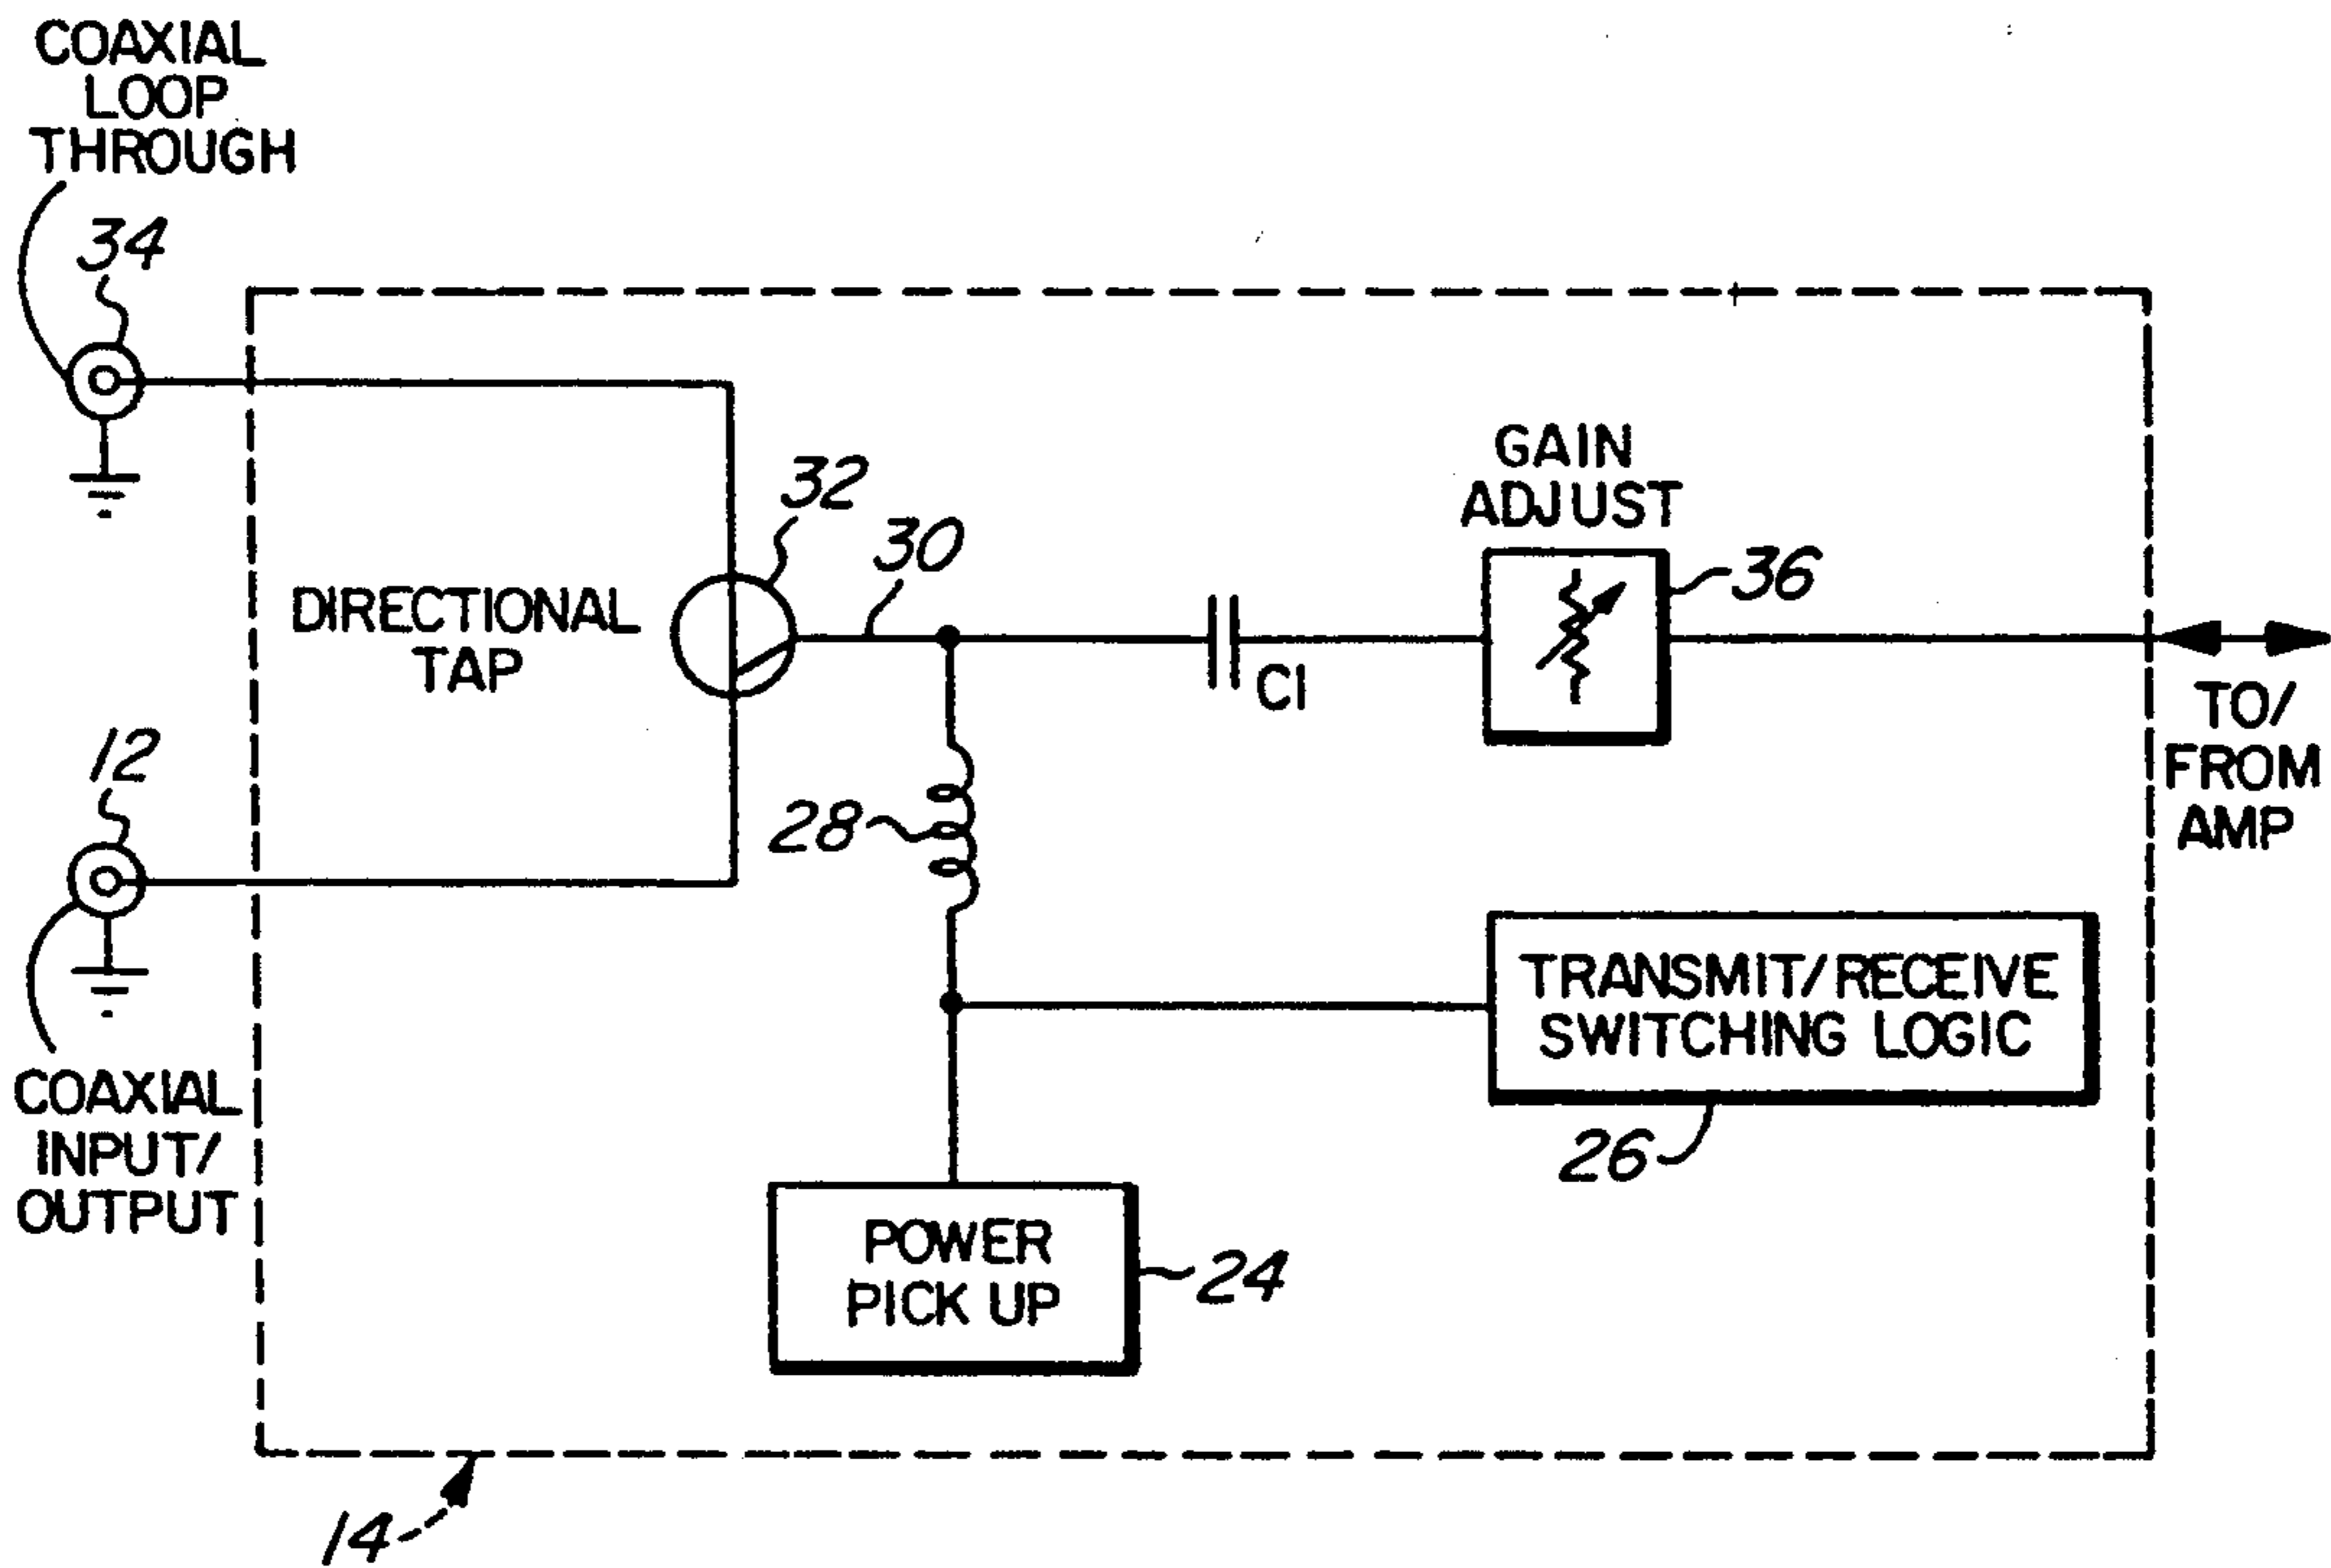 COAXIAL
LOOP
THROUGH
34
32
30
DIRECTIONAL
TAP
GAIN
ADJUST
36
C1
TO/
FROM
AMP
12
28
COAXIAL
INPUT/
OUTPUT
TRANSMIT/RECEIVE
SWITCHING LOGIC
26
POWER
PICK UP
24
14